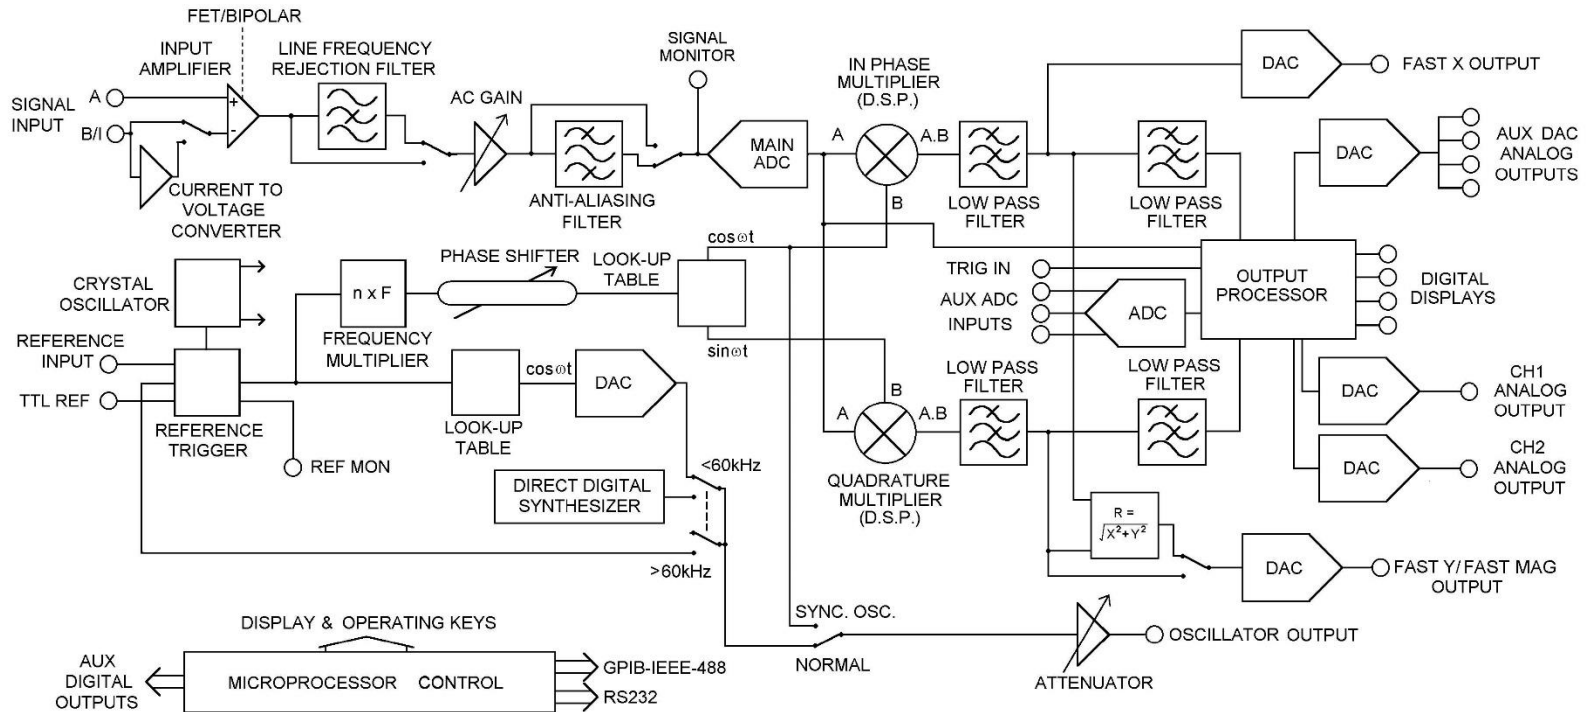 FET/BIPOLAR
INPUT
AMPLIFIER
LINE FREQUENCY
REJECTION FILTER
SIGNAL
INPUT
A
B/I
+
-
CURRENT TO
VOLTAGE
CONVERTER
AC GAIN
ANTI-ALIASING
FILTER
SIGNAL
MONITOR
MAIN
ADC
IN PHASE
MULTIPLIER
(D.S.P.)
A
A.B
B
LOW PASS
FILTER
LOW PASS
FILTER
DAC
FAST X OUTPUT
DAC
AUX DAC
ANALOG
OUTPUTS
CRYSTAL
OSCILLATOR
n x F
FREQUENCY
MULTIPLIER
PHASE SHIFTER
LOOK-UP
TABLE
cosωt
sinωt
TRIG IN
AUX ADC
INPUTS
ADC
OUTPUT
PROCESSOR
DIGITAL
DISPLAYS
REFERENCE
INPUT
TTL REF
REFERENCE
TRIGGER
REF MON
LOOK-UP
TABLE
cosωt
DAC
A
B
A.B
QUADRATURE
MULTIPLIER
(D.S.P.)
LOW PASS
FILTER
LOW PASS
FILTER
DAC
CH1
ANALOG
OUTPUT
DAC
CH2
ANALOG
OUTPUT
<60kHz
DIRECT DIGITAL
SYNTHESIZER
>60kHz
R =
√X²+Y²
DAC
FAST Y/FAST MAG
OUTPUT
SYNC. OSC.
NORMAL
ATTENUATOR
OSCILLATOR OUTPUT
DISPLAY & OPERATING KEYS
AUX
DIGITAL
OUTPUTS
MICROPROCESSOR CONTROL
GPIB-IEEE-488
RS232